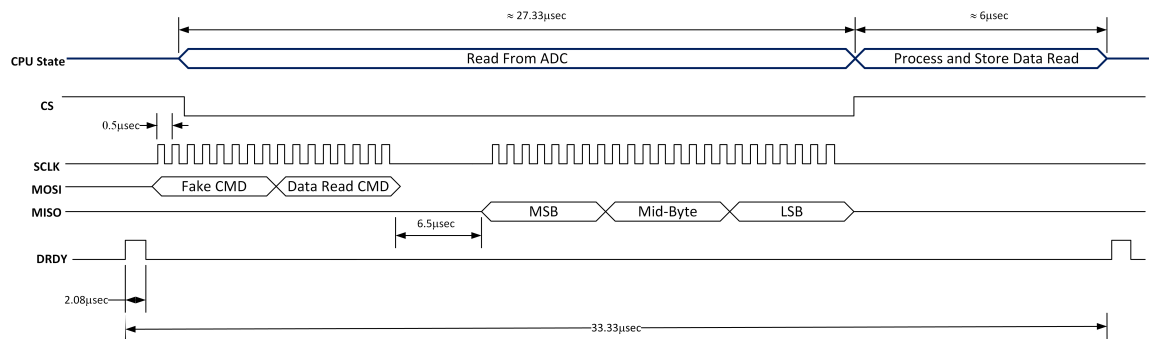 ≈ 27.33µsec
≈ 6µsec
CPU State
Read From ADC
Process and Store Data Read
CS
0.5µsec
SCLK
MOSI
Fake CMD
Data Read CMD
MISO
MSB
Mid-Byte
LSB
6.5µsec
DRDY
2.08µsec
33.33µsec